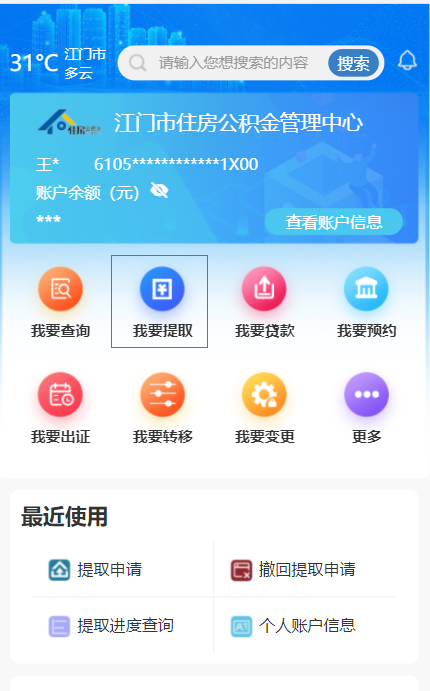 31℃ 江门市
多云
请输入您想搜索的内容 搜索
江门市住房公积金管理中心
王* 6105************1X00
账户余额（元）
***
查看账户信息
我要查询 我要提取 我要贷款 我要预约
我要出证 我要转移 我要变更 更多
最近使用
提取申请 撤回提取申请
提取进度查询 个人账户信息